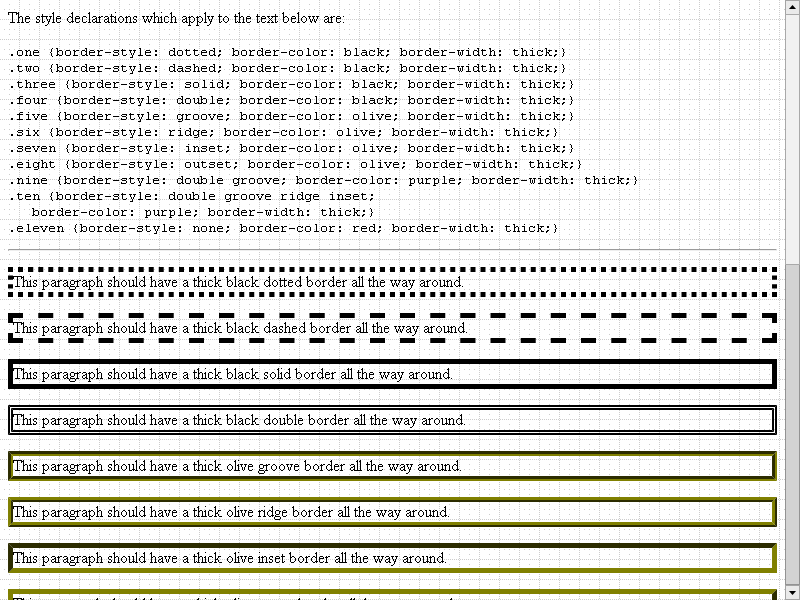 The style declarations which apply to the text below are:
.one {border-style: dotted; border-color: black; border-width: thick;}
.two {border-style: dashed; border-color: black; border-width: thick;}
.three {border-style: solid; border-color: black; border-width: thick;}
.four {border-style: double; border-color: black; border-width: thick;}
.five {border-style: groove; border-color: olive; border-width: thick;}
.six {border-style: ridge; border-color: olive; border-width: thick;}
.seven {border-style: inset; border-color: olive; border-width: thick;}
.eight {border-style: outset; border-color: olive; border-width: thick;}
.nine {border-style: double groove; border-color: purple; border-width: thick;}
.ten {border-style: double groove ridge inset;
border-color: purple; border-width: thick;}
.eleven {border-style: none; border-color: red; border-width: thick;}
This paragraph should have a thick black dotted border all the way around.
This paragraph should have a thick black dashed border all the way around.
This paragraph should have a thick black solid border all the way around.
This paragraph should have a thick black double border all the way around.
This paragraph should have a thick olive groove border all the way around.
This paragraph should have a thick olive ridge border all the way around.
This paragraph should have a thick olive inset border all the way around.